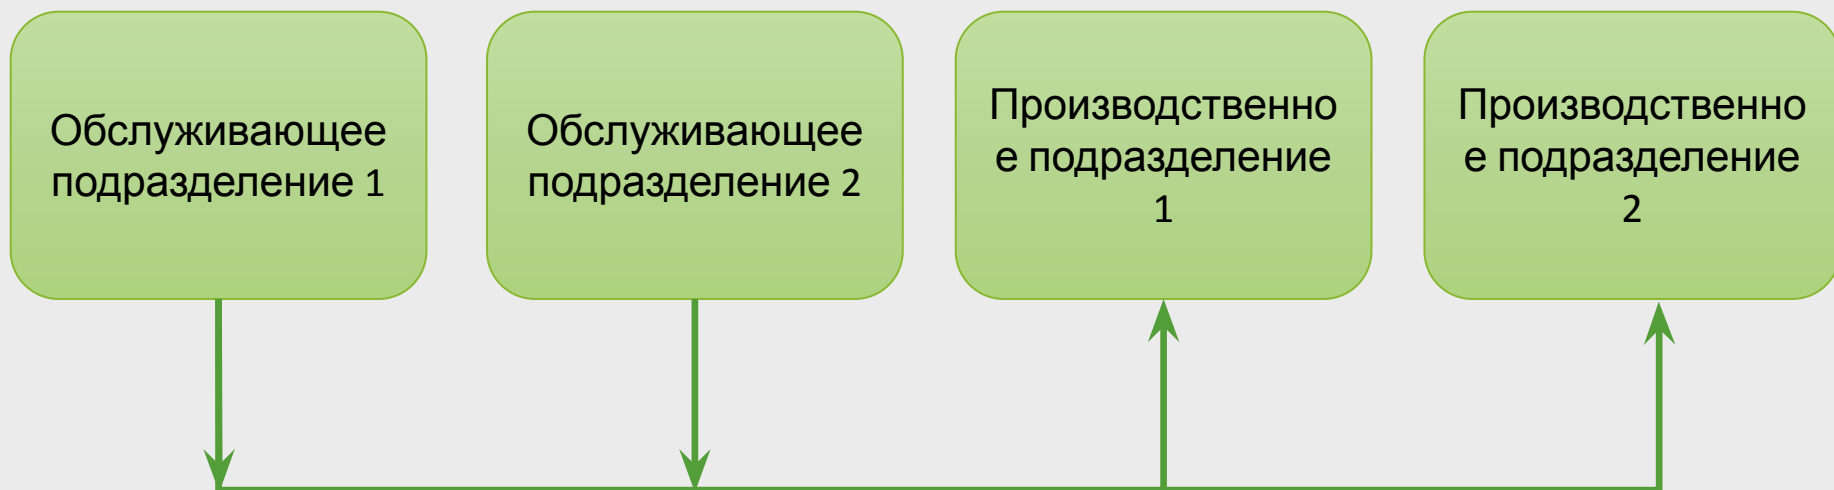 Обслуживающее
подразделение 1
Обслуживающее
подразделение 2
Производственно
е подразделение
1
Производственно
е подразделение
2